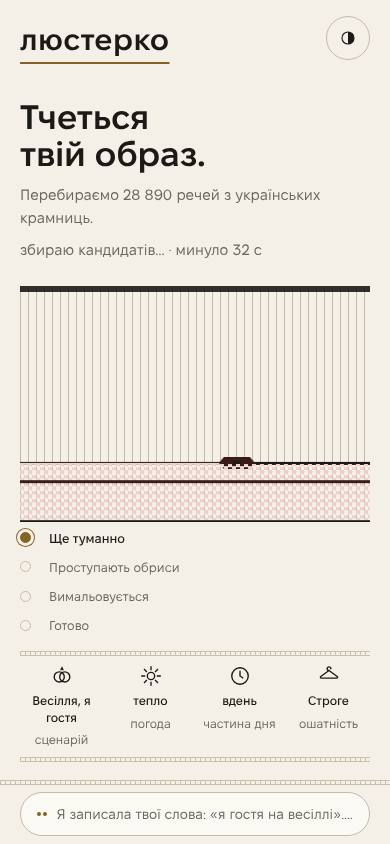 люстерко
Тчеться
твій образ.
Перебираємо 28 890 речей з українських
крамниць.
збираю кандидатів... · минуло 32 с
Ще туманно
Проступають обриси
Вимальовується
Готово
Весілля, я
гостя
сценарій
тепло
погода
вдень
частина дня
Строге
ошатність
Я записала твої слова: «я гостя на весіллі»....